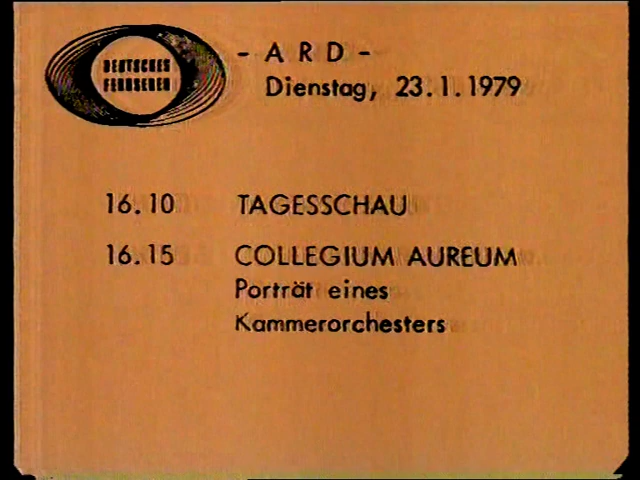 DEUTSCHES
FERNSEHEN
- A R D -
Dienstag, 23.1.1979
16.10 TAGESSCHAU
16.15 COLLEGIUM AUREUM
Porträt eines
Kammerorchesters